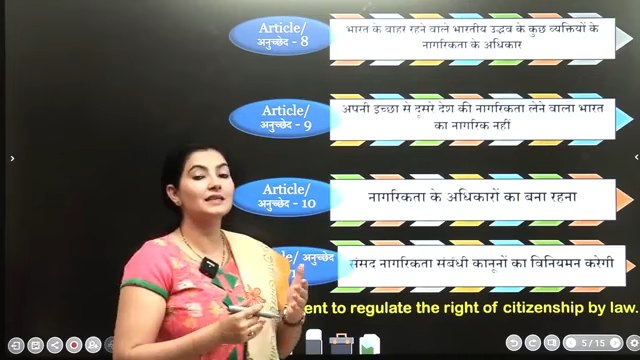 Article/
अनुच्छेद - 8
भारत के बाहर रहने वाले भारतीय उद्भव के कुछ व्यक्तियों के
नागरिकता के अधिकार
Article/
अनुच्छेद - 9
अपनी इच्छा से दूसरे देश की नागरिकता लेने वाला भारत
का नागरिक नहीं
Article/
अनुच्छेद - 10
नागरिकता के अधिकारों का बना रहना
अनुच्छेद
संसद नागरिकता संबंधी कानूनों का विनियमन करेगी
to regulate the right of citizenship by law.
5 / 15